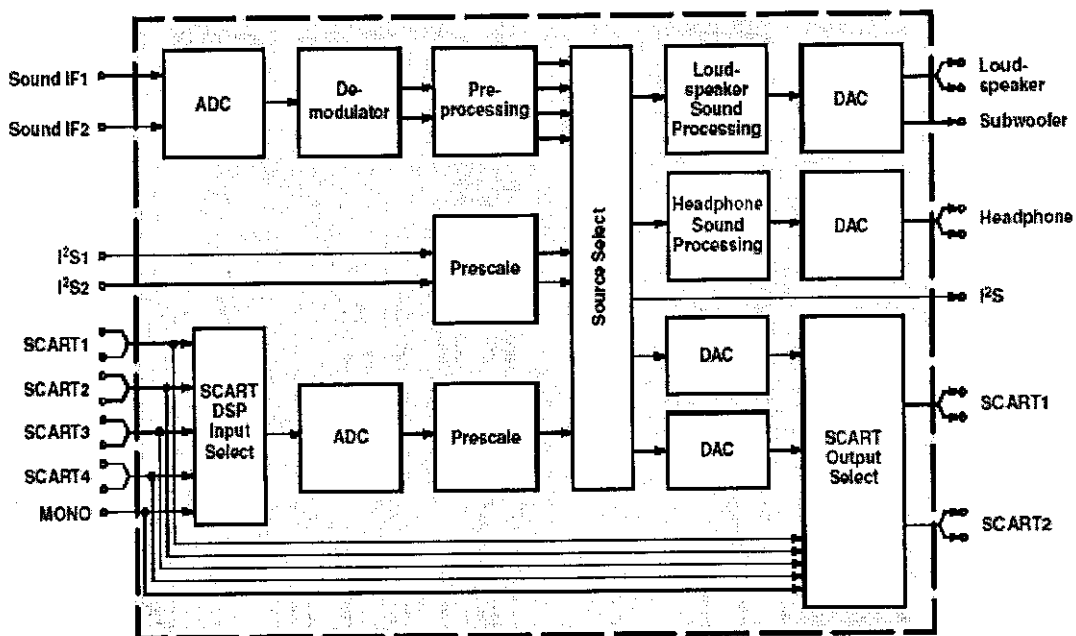 Sound IF1
Sound IF2
ADC
De-
modulator
Pre-
processing
Loud-
speaker
Sound
Processing
DAC
Loud-
speaker
Subwoofer
Source Select
Headphone
Sound
Processing
DAC
Headphone
I²S1
I²S2
Prescale
I²S
SCART1
SCART2
SCART3
SCART4
MONO
SCART
DSP
Input
Select
ADC
Prescale
DAC
DAC
SCART
Output
Select
SCART1
SCART2